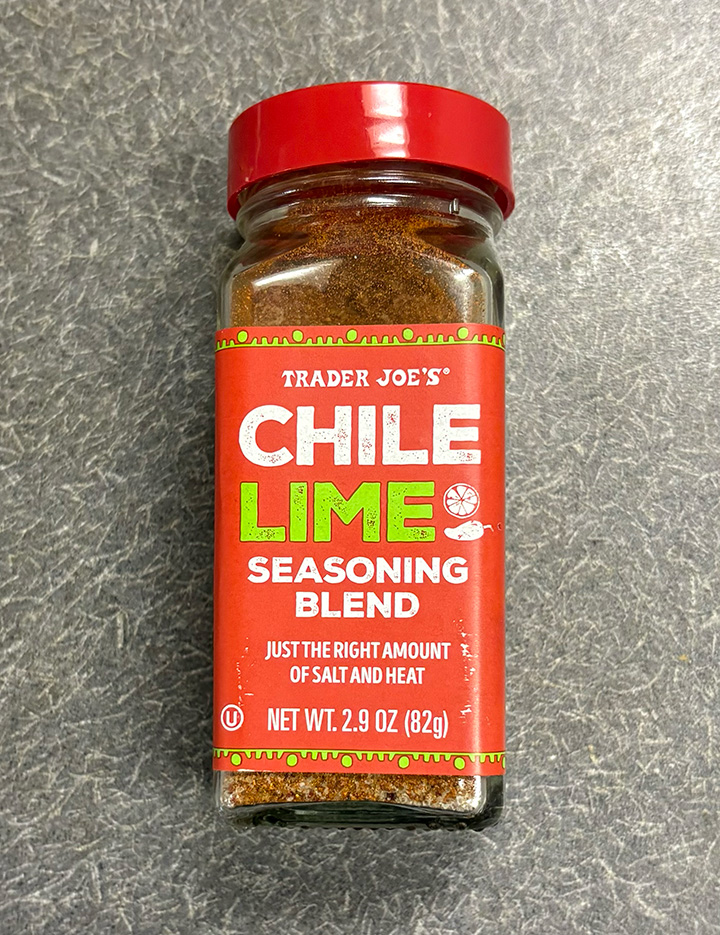 TRADER JOE'S®
CHILE
LIME
SEASONING
BLEND
JUST THE RIGHT AMOUNT
OF SALT AND HEAT
U NET WT. 2.9 OZ (82g)